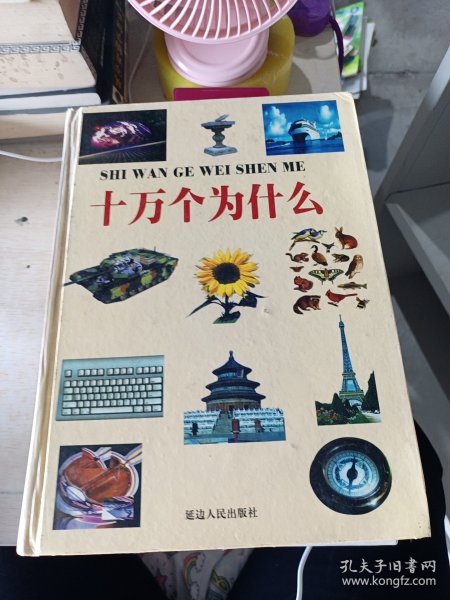 SHI WAN GE WEI SHEN ME
十万个为什么
延边人民出版社
孔夫子旧书网
www.kongfz.com